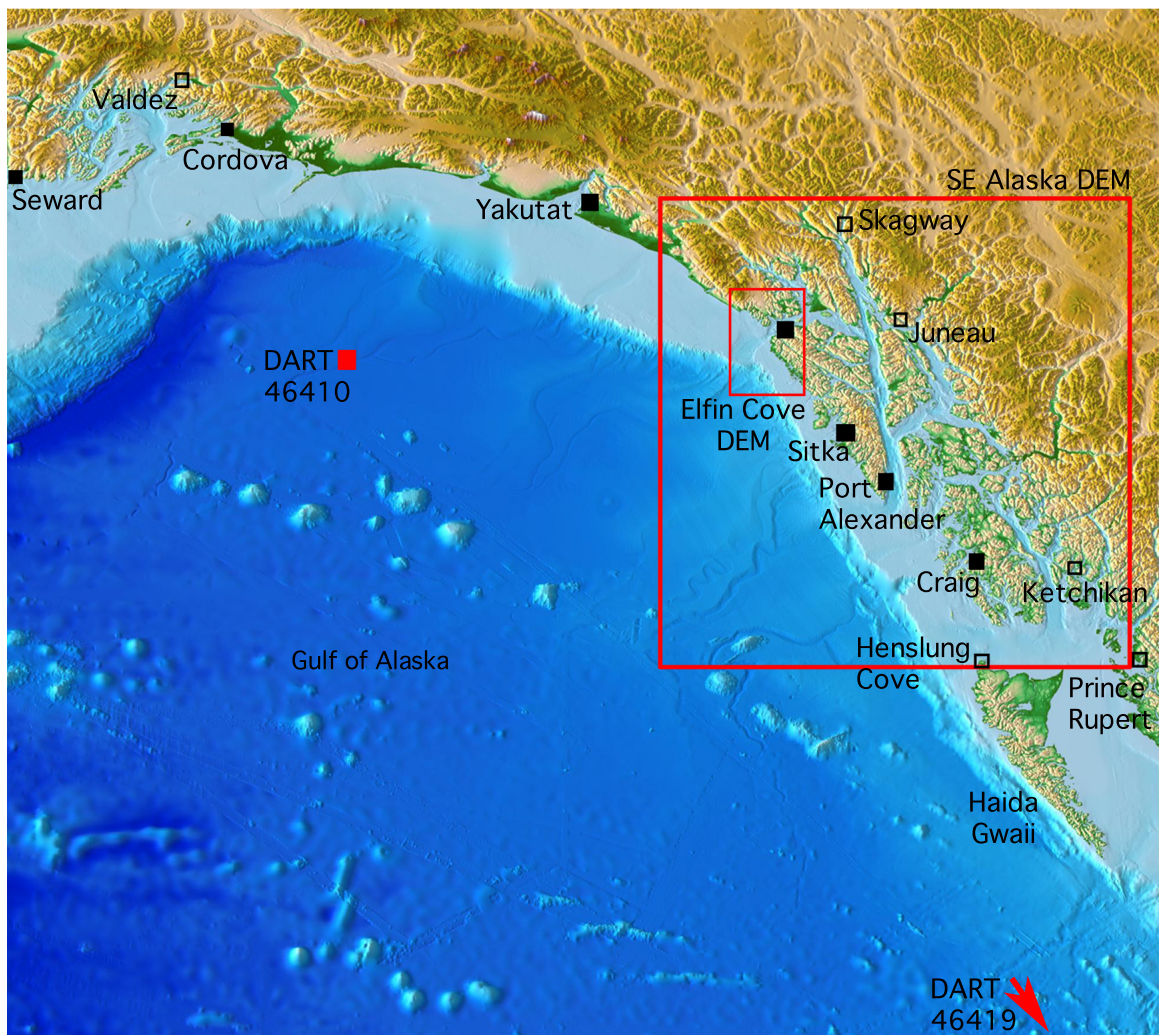 Valdez
Cordova
Seward
Yakutat
SE Alaska DEM
Skagway
Juneau
DART
46410
Elfin Cove
DEM
Sitka
Port
Alexander
Craig
Ketchikan
Gulf of Alaska
Henslung
Cove
Prince
Rupert
Haida
Gwaii
DART
46419